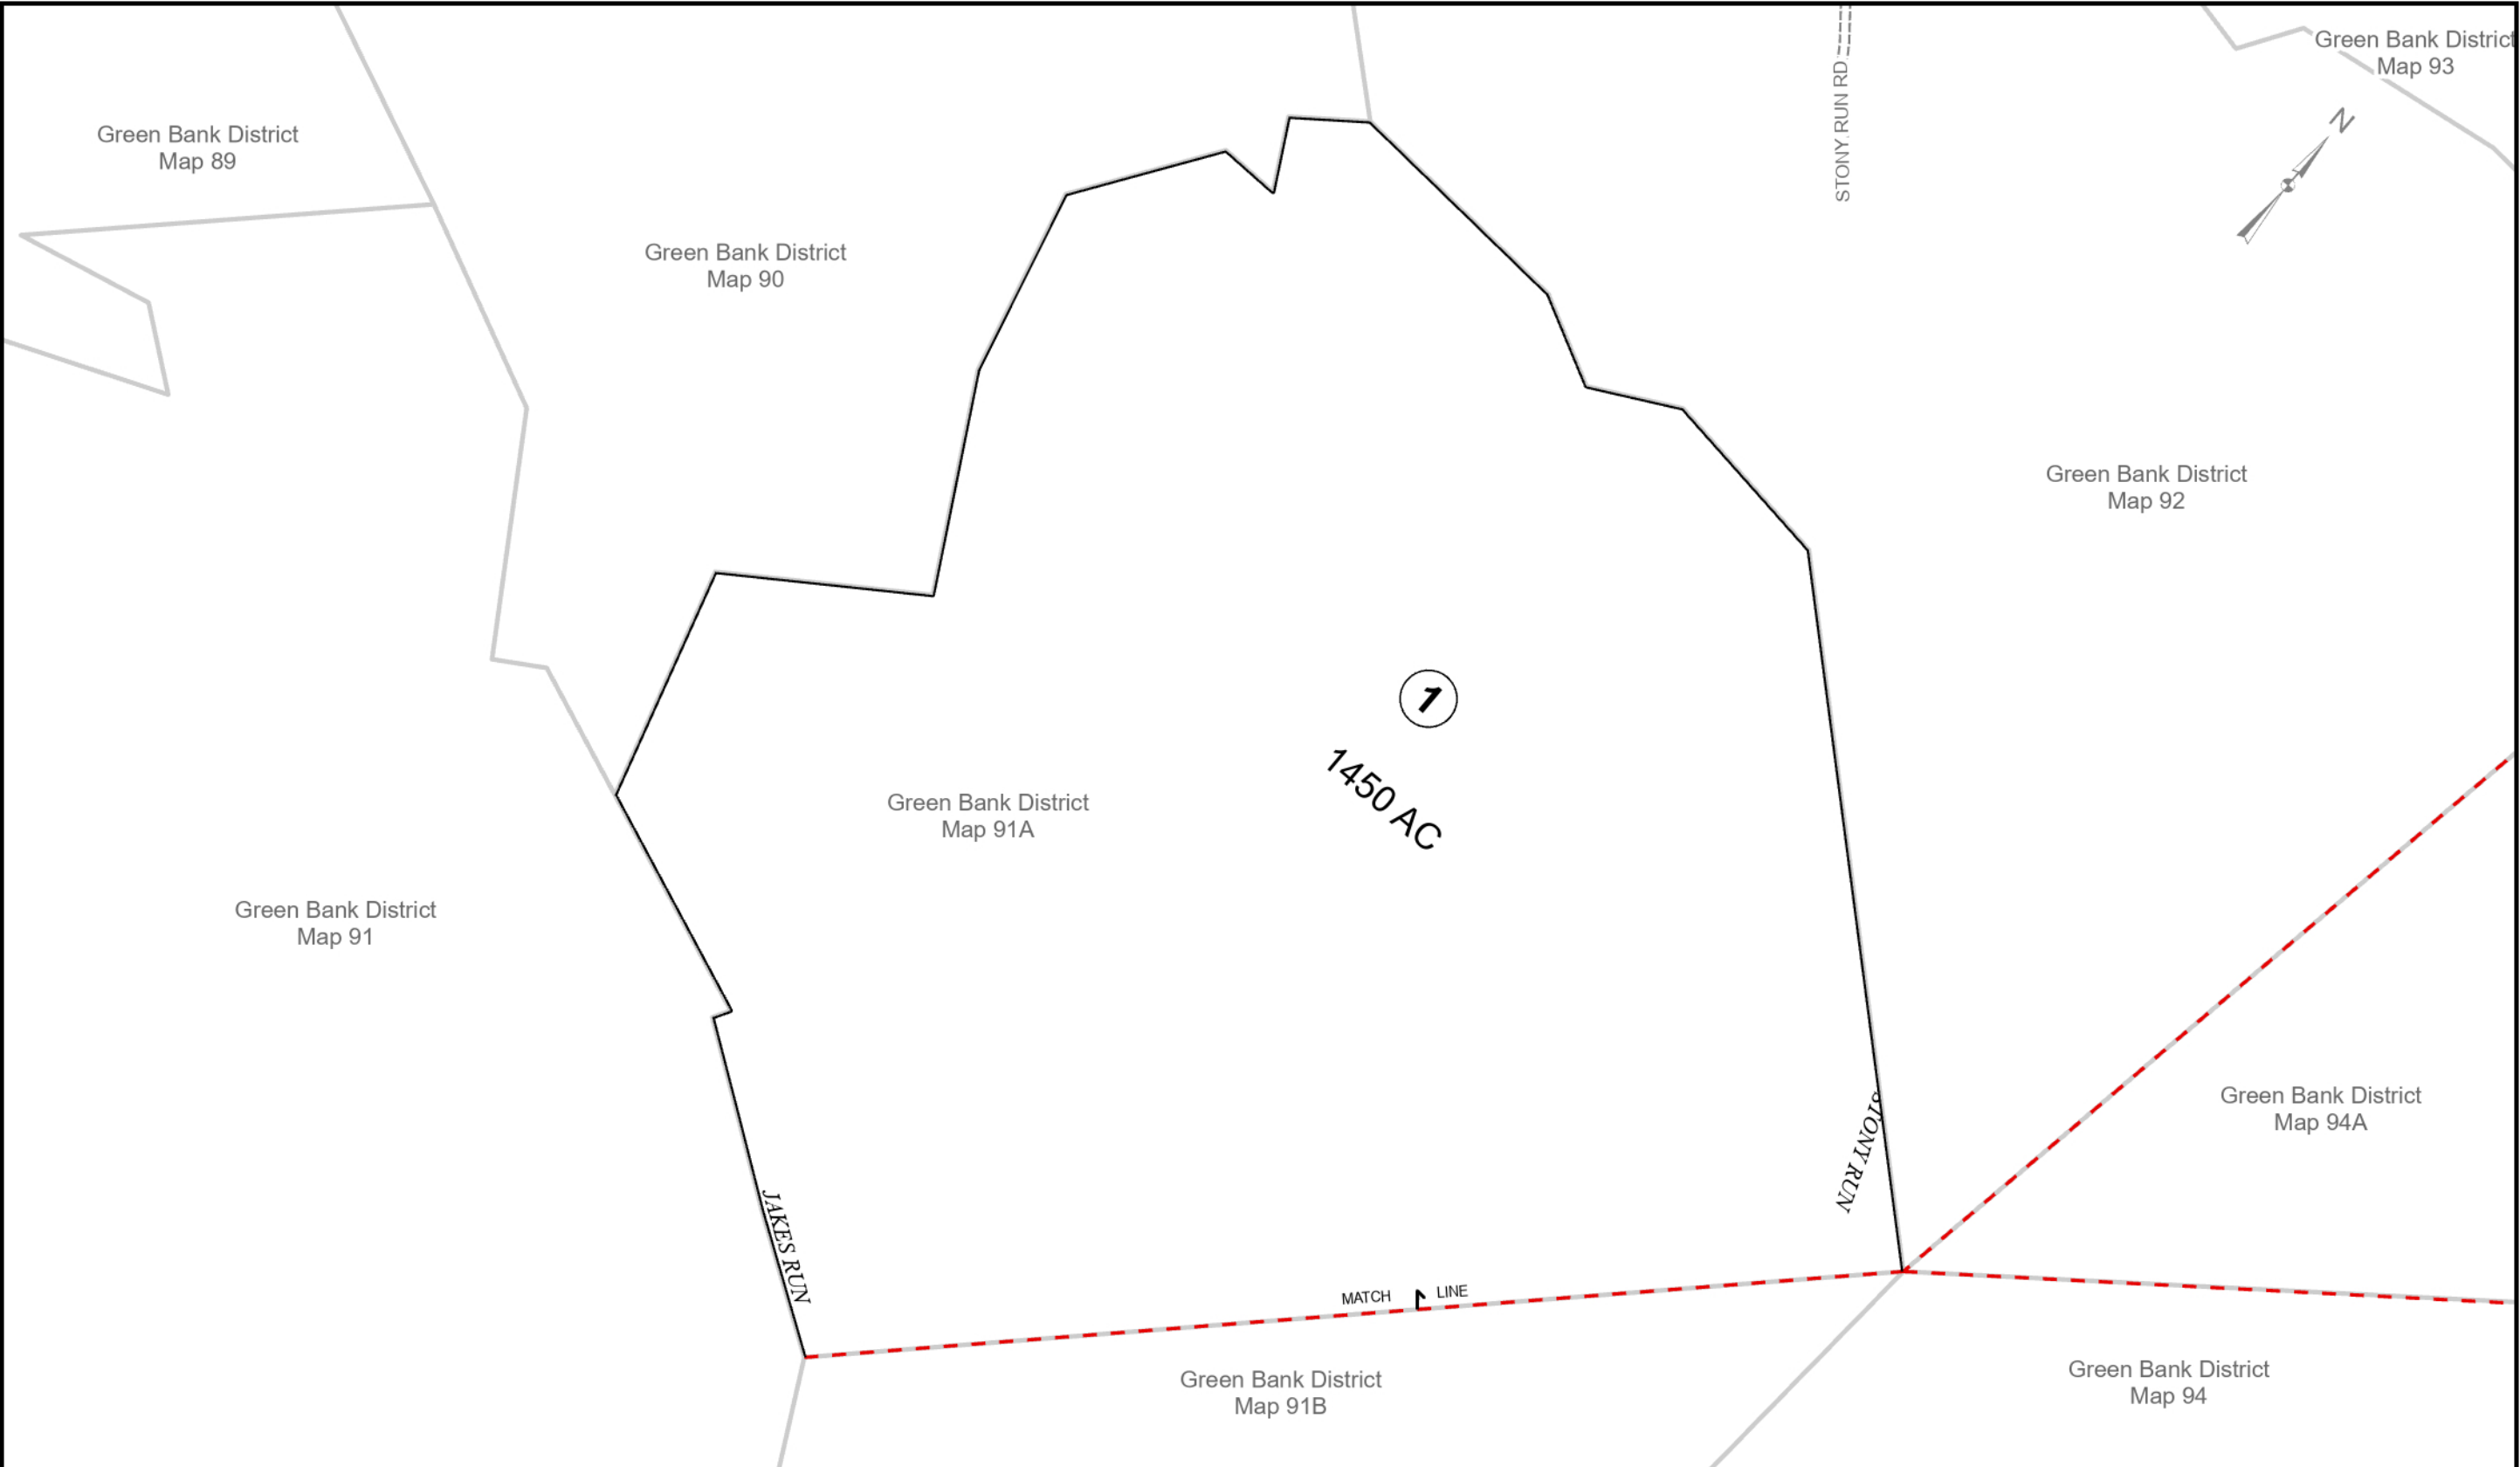 Green Bank District
Map 93
STONY RUN RD
N
Green Bank District
Map 89
Green Bank District
Map 90
Green Bank District
Map 92
1
1450 AC
Green Bank District
Map 91A
Green Bank District
Map 91
Green Bank District
Map 94A
STONY RUN
JAKES RUN
MATCH LINE
Green Bank District
Map 91B
Green Bank District
Map 94